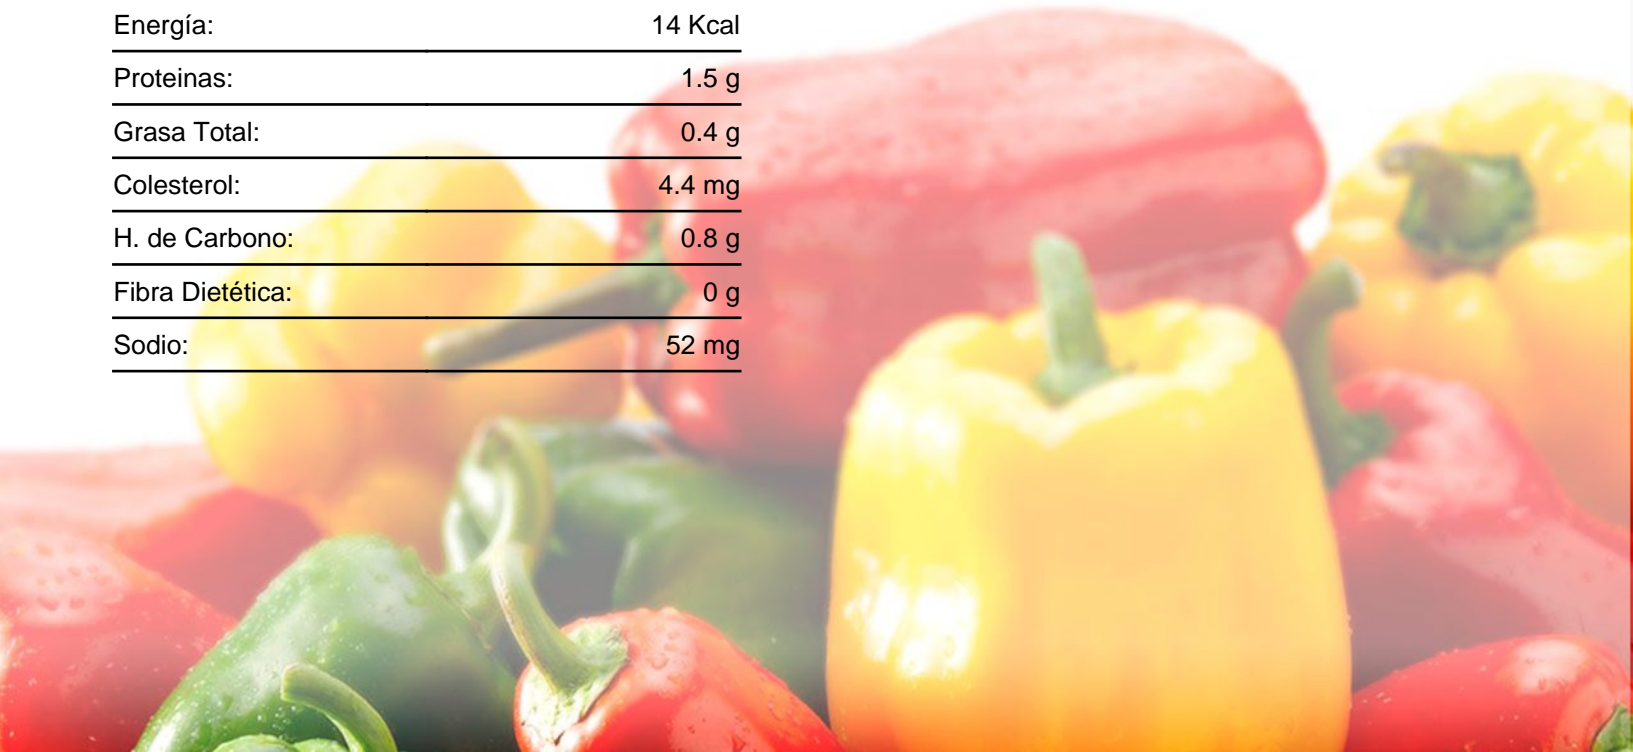 Energía: 14 Kcal
Proteinas: 1.5 g
Grasa Total: 0.4 g
Colesterol: 4.4 mg
H. de Carbono: 0.8 g
Fibra Dietética: 0 g
Sodio: 52 mg